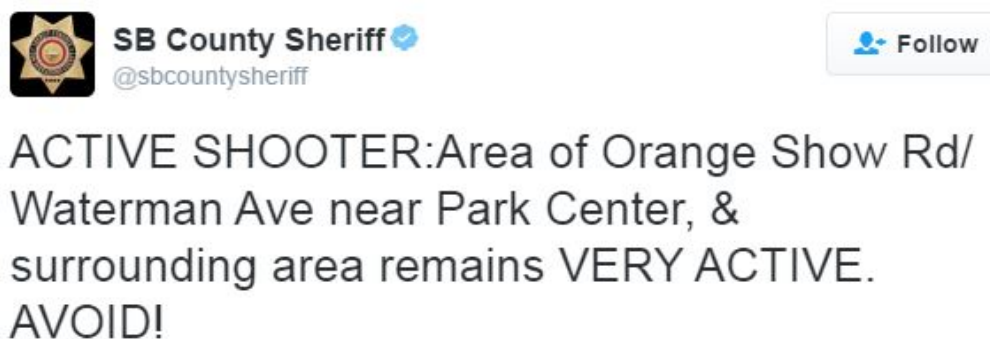 SB County Sheriff
@sbcountysheriff
Follow
ACTIVE SHOOTER:Area of Orange Show Rd/
Waterman Ave near Park Center, &
surrounding area remains VERY ACTIVE.
AVOID!